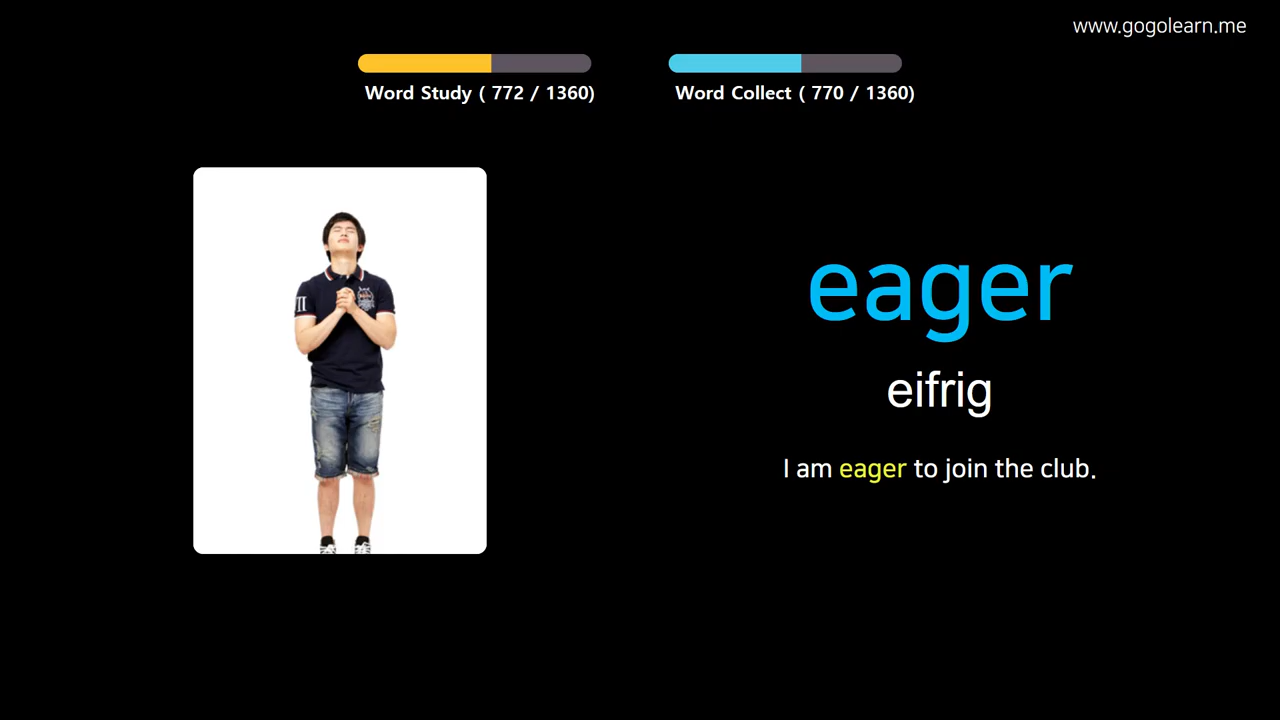 www.gogolearn.me
Word Study ( 772 / 1360)
Word Collect ( 770 / 1360)
eager
eifrig
I am eager to join the club.